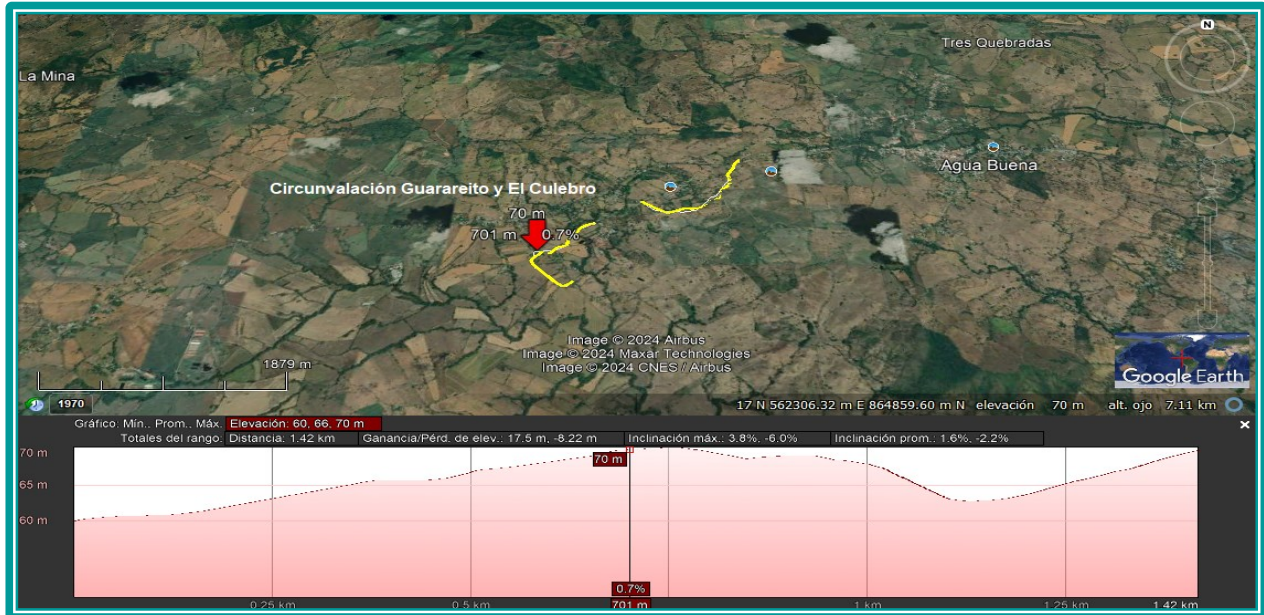 N
Tres Quebradas
La Mina
Agua Buena
Circunvalación Guarareito y El Culebro
70 m
701 m 0.7%
Image © 2024 Airbus
Image © 2024 Maxar Technologies
Image © 2024 CNES / Airbus
1879 m
Google Earth
1970
17 N 562306.32 m E 864859.60 m N elevación 70 m alt. ojo 7.11 km
Gráfico: Mín., Prom., Máx. Elevación: 60, 66, 70 m
Totales del rango: Distancia: 1.42 km Ganancia/Pérd. de elev.: 17.5 m, -8.22 m Inclinación máx.: 3.8%, -6.0% Inclinación prom.: 1.6%, -2.2%
70 m
70 m
65 m
60 m
0.7%
0.25 km 0.5 km 701 m 1 km 1.25 km 1.42 km